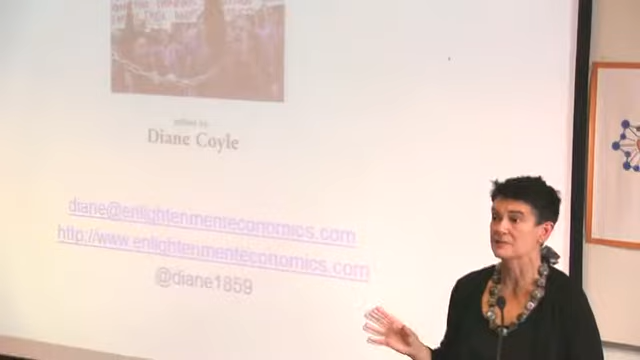 edited by
Diane Coyle
diane@enlightenmenteconomics.com
http://www.enlightenmenteconomics.com
@diane1859